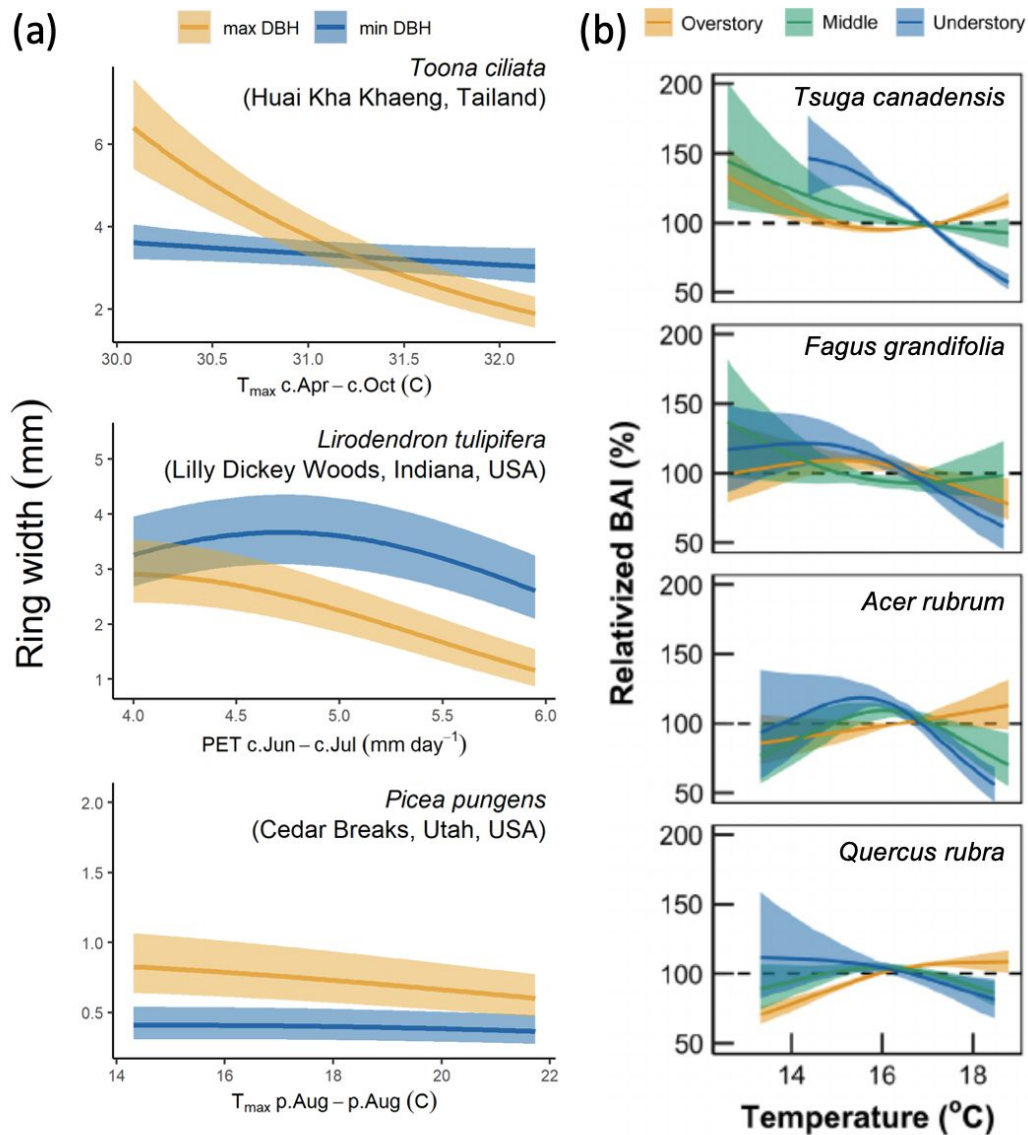 (a)
max DBH
min DBH
Toona ciliata
(Huai Kha Khaeng, Tailand)
6
4
2
30.0 30.5 31.0 31.5 32.0
Tmax c.Apr – c.Oct (C)
Ring width (mm)
Lirodendron tulipifera
(Lilly Dickey Woods, Indiana, USA)
5
4
3
2
1
4.0 4.5 5.0 5.5 6.0
PET c.Jun – c.Jul (mm day⁻¹)
Picea pungens
(Cedar Breaks, Utah, USA)
2.0
1.5
1.0
0.5
14 16 18 20 22
Tmax p.Aug – p.Aug (C)
(b)
Overstory
Middle
Understory
Relativized BAI (%)
Tsuga canadensis
200
150
100
50
Fagus grandifolia
200
150
100
50
Acer rubrum
200
150
100
50
Quercus rubra
200
150
100
50
14 16 18
Temperature (°C)